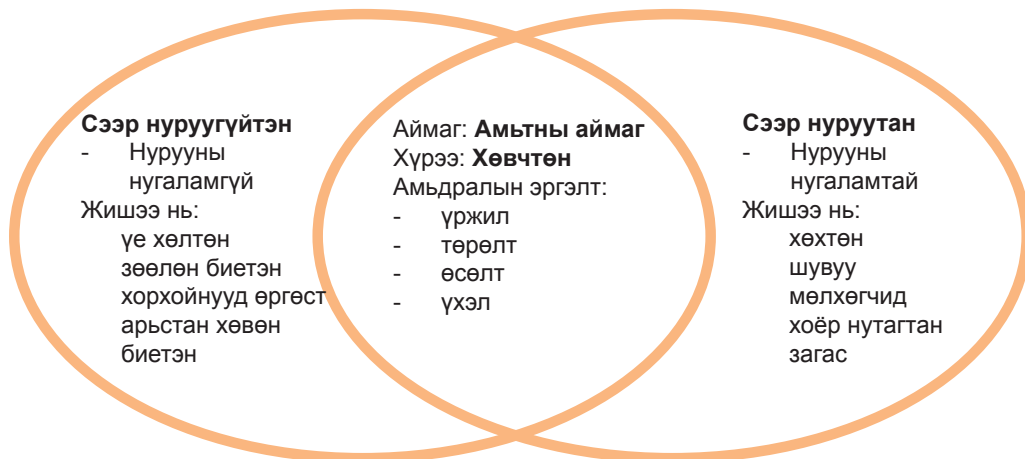 Сээр нуруугүйтэн
- Нурууны
нугаламгүй
Жишээ нь:
үе хөлтөн
зөөлөн биетэн
хорхойнууд өргөст
арьстан хөвөн
биетэн
Аймаг: Амьтны аймаг
Хүрээ: Хөвчтөн
Амьдралын эргэлт:
- үржил
- төрөлт
- өсөлт
- үхэл
Сээр нуруутан
- Нурууны
нугаламтай
Жишээ нь:
хөхтөн
шувуу
мөлхөгчид
хоёр нутагтан
загас